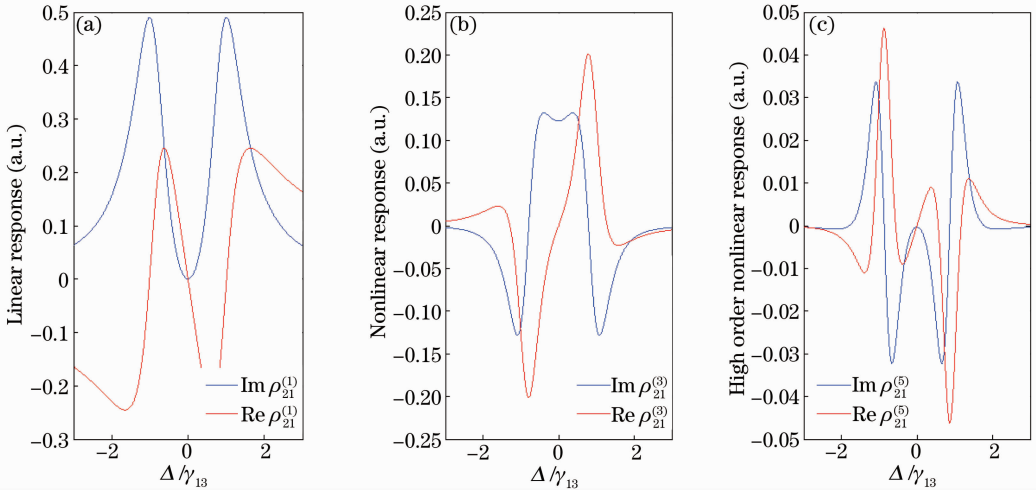 (a)
0.5
0.4
0.3
0.2
0.1
0
−0.1
−0.2
−0.3
Linear response (a.u.)
−2
0
2
Δ/γ₁₃
Im ρ₂₁⁽¹⁾
Re ρ₂₁⁽¹⁾
(b)
0.25
0.20
0.15
0.10
0.05
0
−0.05
−0.10
−0.15
−0.20
−0.25
Nonlinear response (a.u.)
−2
0
2
Δ/γ₁₃
Im ρ₂₁⁽³⁾
Re ρ₂₁⁽³⁾
(c)
0.05
0.04
0.03
0.02
0.01
0
−0.01
−0.02
−0.03
−0.04
−0.05
High order nonlinear response (a.u.)
−2
0
2
Δ/γ₁₃
Im ρ₂₁⁽⁵⁾
Re ρ₂₁⁽⁵⁾